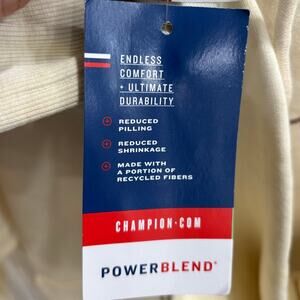 ENDLESS
COMFORT
+ ULTIMATE
DURABILITY
REDUCED
PILLING
REDUCED
SHRINKAGE
MADE WITH
A PORTION OF
RECYCLED FIBERS
CHAMPION.COM
POWERBLEND®